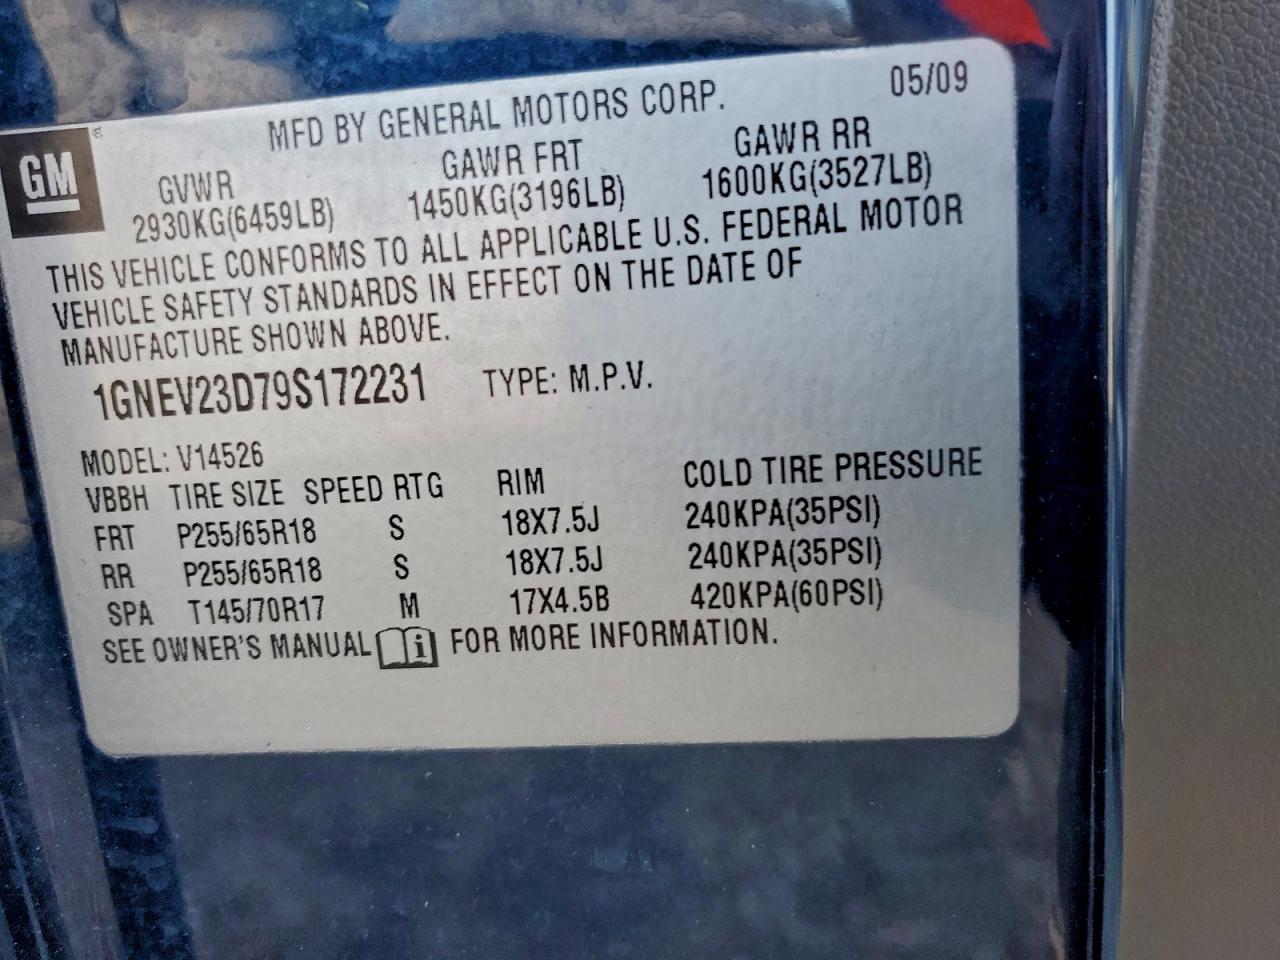 05/09
MFD BY GENERAL MOTORS CORP.
GM
GVWR GAWR FRT GAWR RR
2930KG(6459LB) 1450KG(3196LB) 1600KG(3527LB)
THIS VEHICLE CONFORMS TO ALL APPLICABLE U.S. FEDERAL MOTOR
VEHICLE SAFETY STANDARDS IN EFFECT ON THE DATE OF
MANUFACTURE SHOWN ABOVE.
1GNEV23D79S172231 TYPE: M.P.V.
MODEL: V14526
VBBH TIRE SIZE SPEED RTG RIM COLD TIRE PRESSURE
FRT P255/65R18 S 18X7.5J 240KPA(35PSI)
RR P255/65R18 S 18X7.5J 240KPA(35PSI)
SPA T145/70R17 M 17X4.5B 420KPA(60PSI)
SEE OWNER'S MANUAL i FOR MORE INFORMATION.